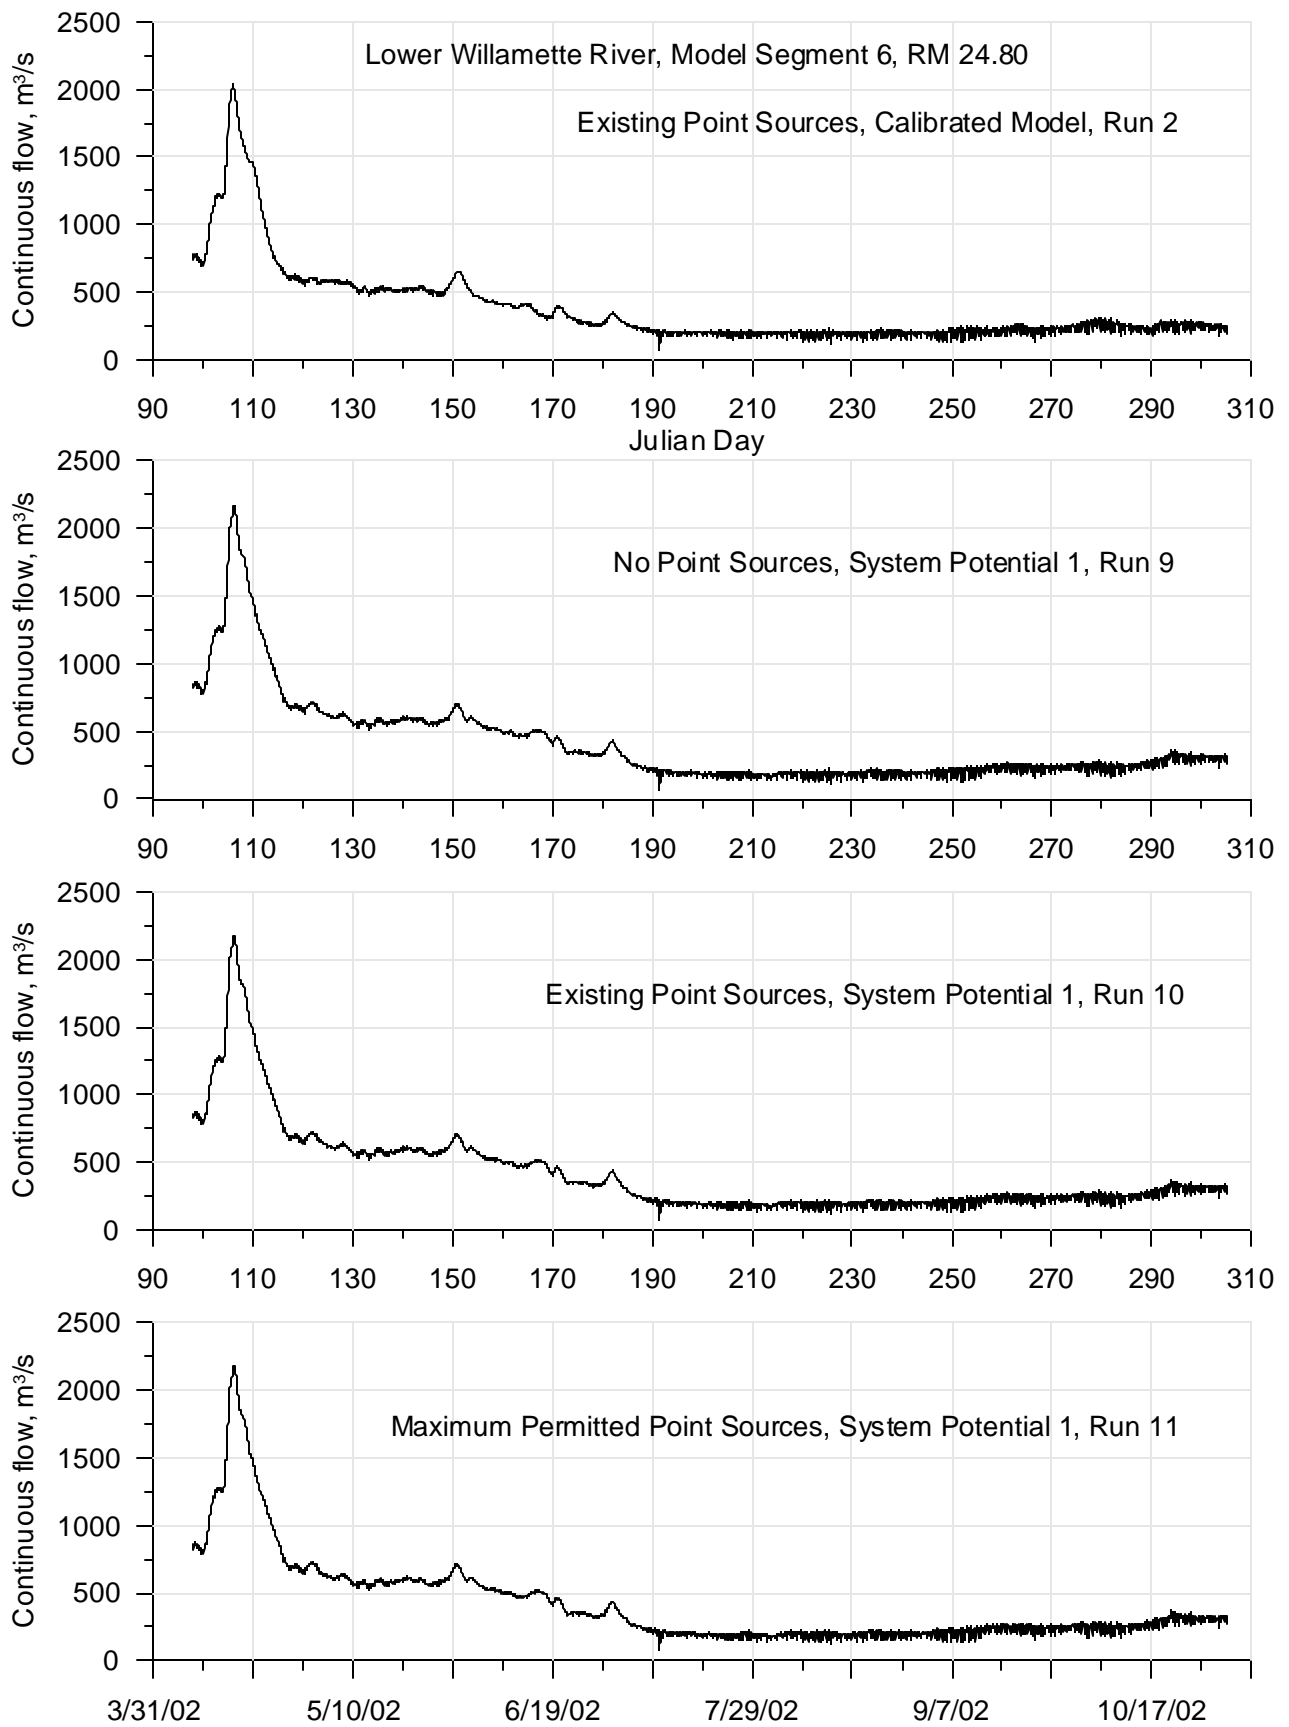 2500
Lower Willamette River, Model Segment 6, RM 24.80
2000
Existing Point Sources, Calibrated Model, Run 2
1500
1000
500
0
Continuous flow, m³/s
90 110 130 150 170 190 210 230 250 270 290 310
Julian Day
2500
2000
No Point Sources, System Potential 1, Run 9
1500
1000
500
0
Continuous flow, m³/s
90 110 130 150 170 190 210 230 250 270 290 310
2500
2000
Existing Point Sources, System Potential 1, Run 10
1500
1000
500
0
Continuous flow, m³/s
90 110 130 150 170 190 210 230 250 270 290 310
2500
2000
Maximum Permitted Point Sources, System Potential 1, Run 11
1500
1000
500
0
Continuous flow, m³/s
3/31/02 5/10/02 6/19/02 7/29/02 9/7/02 10/17/02